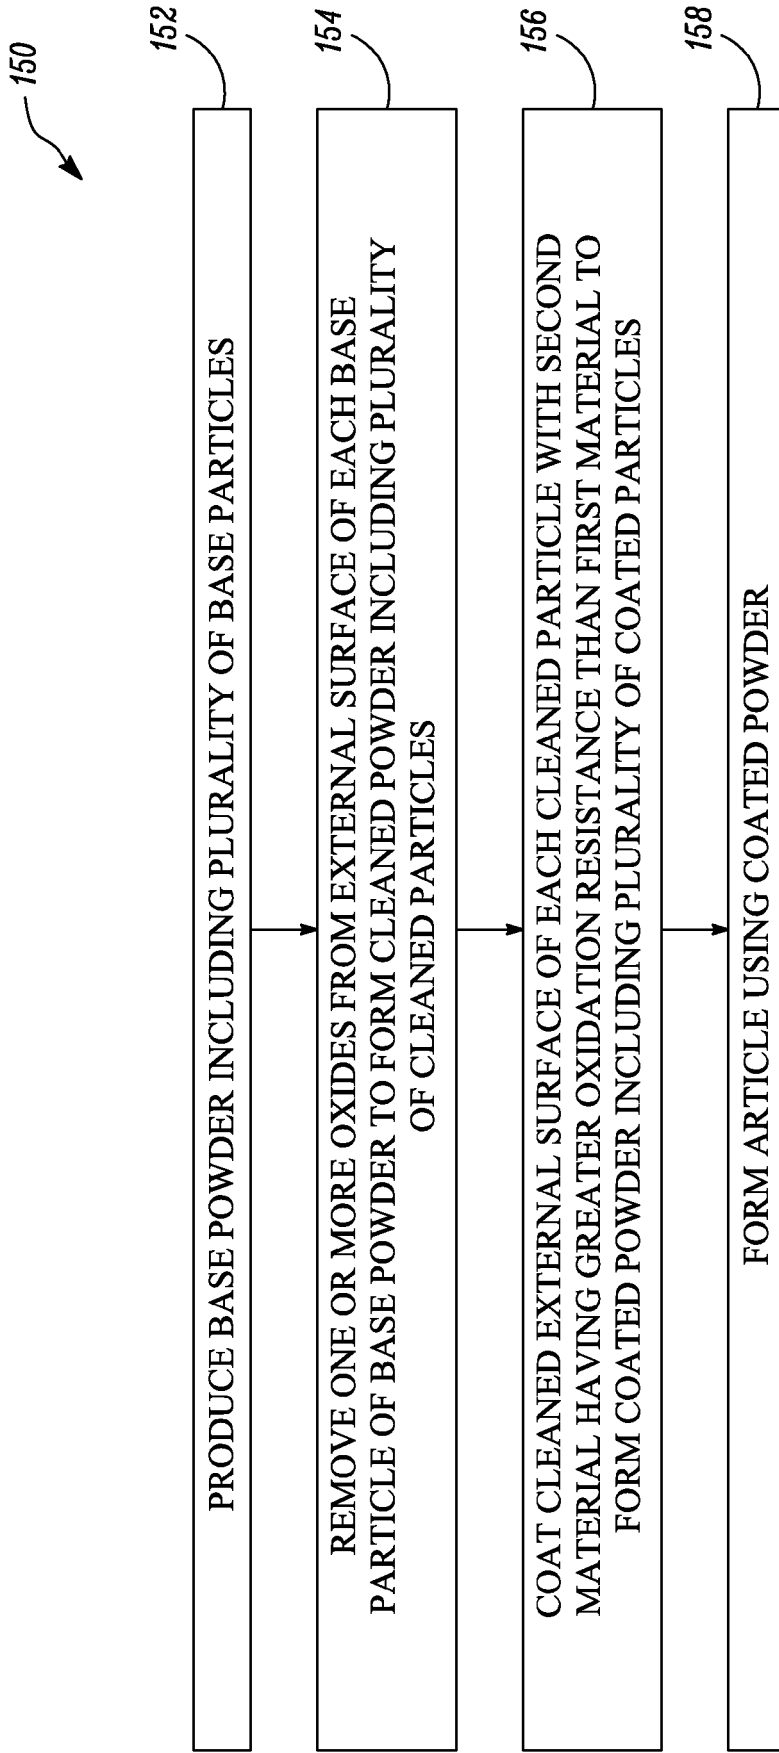 150
152
PRODUCE BASE POWDER INCLUDING PLURALITY OF BASE PARTICLES
154
REMOVE ONE OR MORE OXIDES FROM EXTERNAL SURFACE OF EACH BASE
PARTICLE OF BASE POWDER TO FORM CLEANED POWDER INCLUDING PLURALITY
OF CLEANED PARTICLES
156
COAT CLEANED EXTERNAL SURFACE OF EACH CLEANED PARTICLE WITH SECOND
MATERIAL HAVING GREATER OXIDATION RESISTANCE THAN FIRST MATERIAL TO
FORM COATED POWDER INCLUDING PLURALITY OF COATED PARTICLES
158
FORM ARTICLE USING COATED POWDER